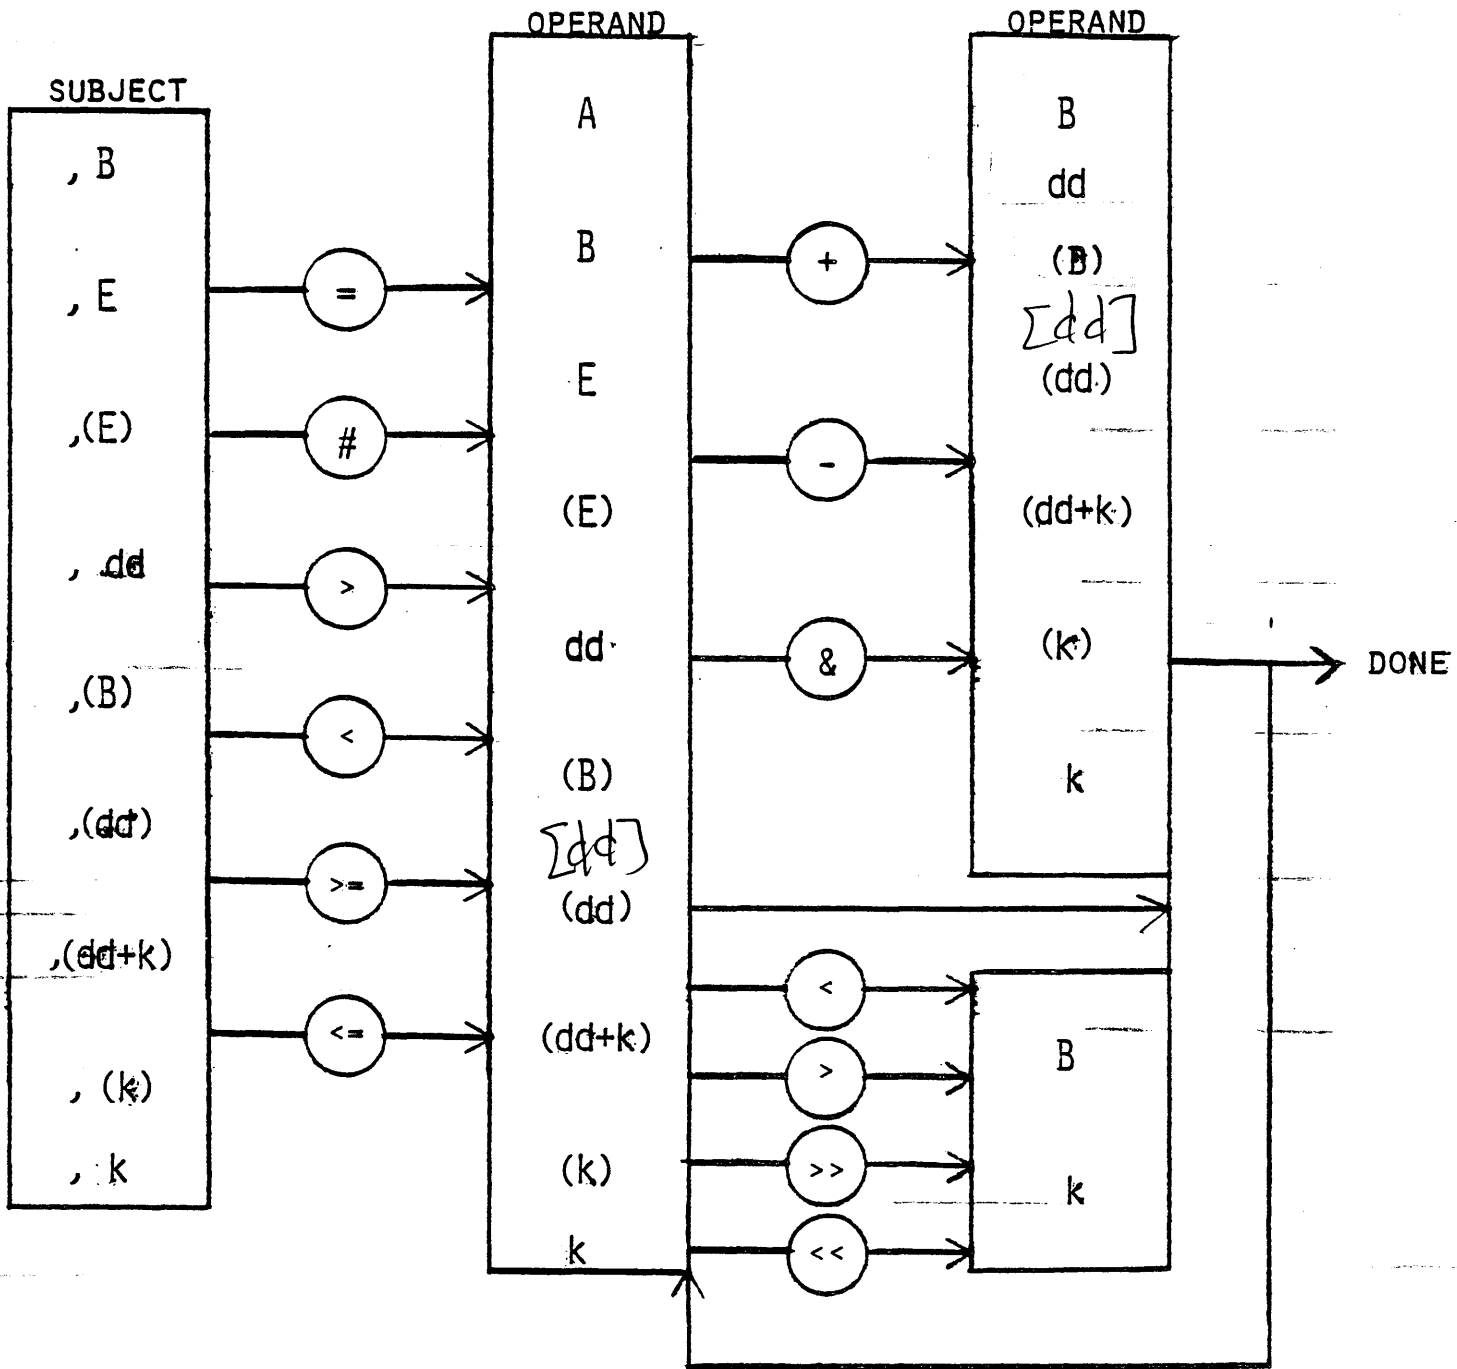 SUBJECT
, B
, E
,(E)
, dd
,(B)
,(dd)
,(dd+k)
, (k)
, k
=
#
>
<
>=
<=
OPERAND
A
B
E
(E)
dd
(B)
[dd]
(dd)
(dd+k)
(k)
k
+
-
&
<
>
>>
<<
OPERAND
B
dd
(B)
[dd]
(dd)
(dd+k)
(k)
k
B
k
DONE